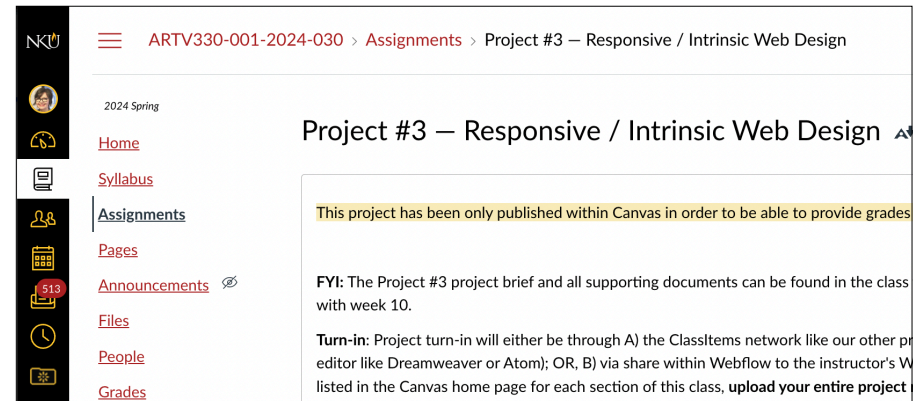 NKU
ARTV330-001-2024-030 > Assignments > Project #3 — Responsive / Intrinsic Web Design
2024 Spring
Home
Syllabus
Assignments
Pages
Announcements
Files
People
Grades
513
Project #3 — Responsive / Intrinsic Web Design
This project has been only published within Canvas in order to be able to provide grades
FYI: The Project #3 project brief and all supporting documents can be found in the class
with week 10.
Turn-in: Project turn-in will either be through A) the ClassItems network like our other
editor like Dreamweaver or Atom); OR, B) via share within Webflow to the instructor's
listed in the Canvas home page for each section of this class, upload your entire project